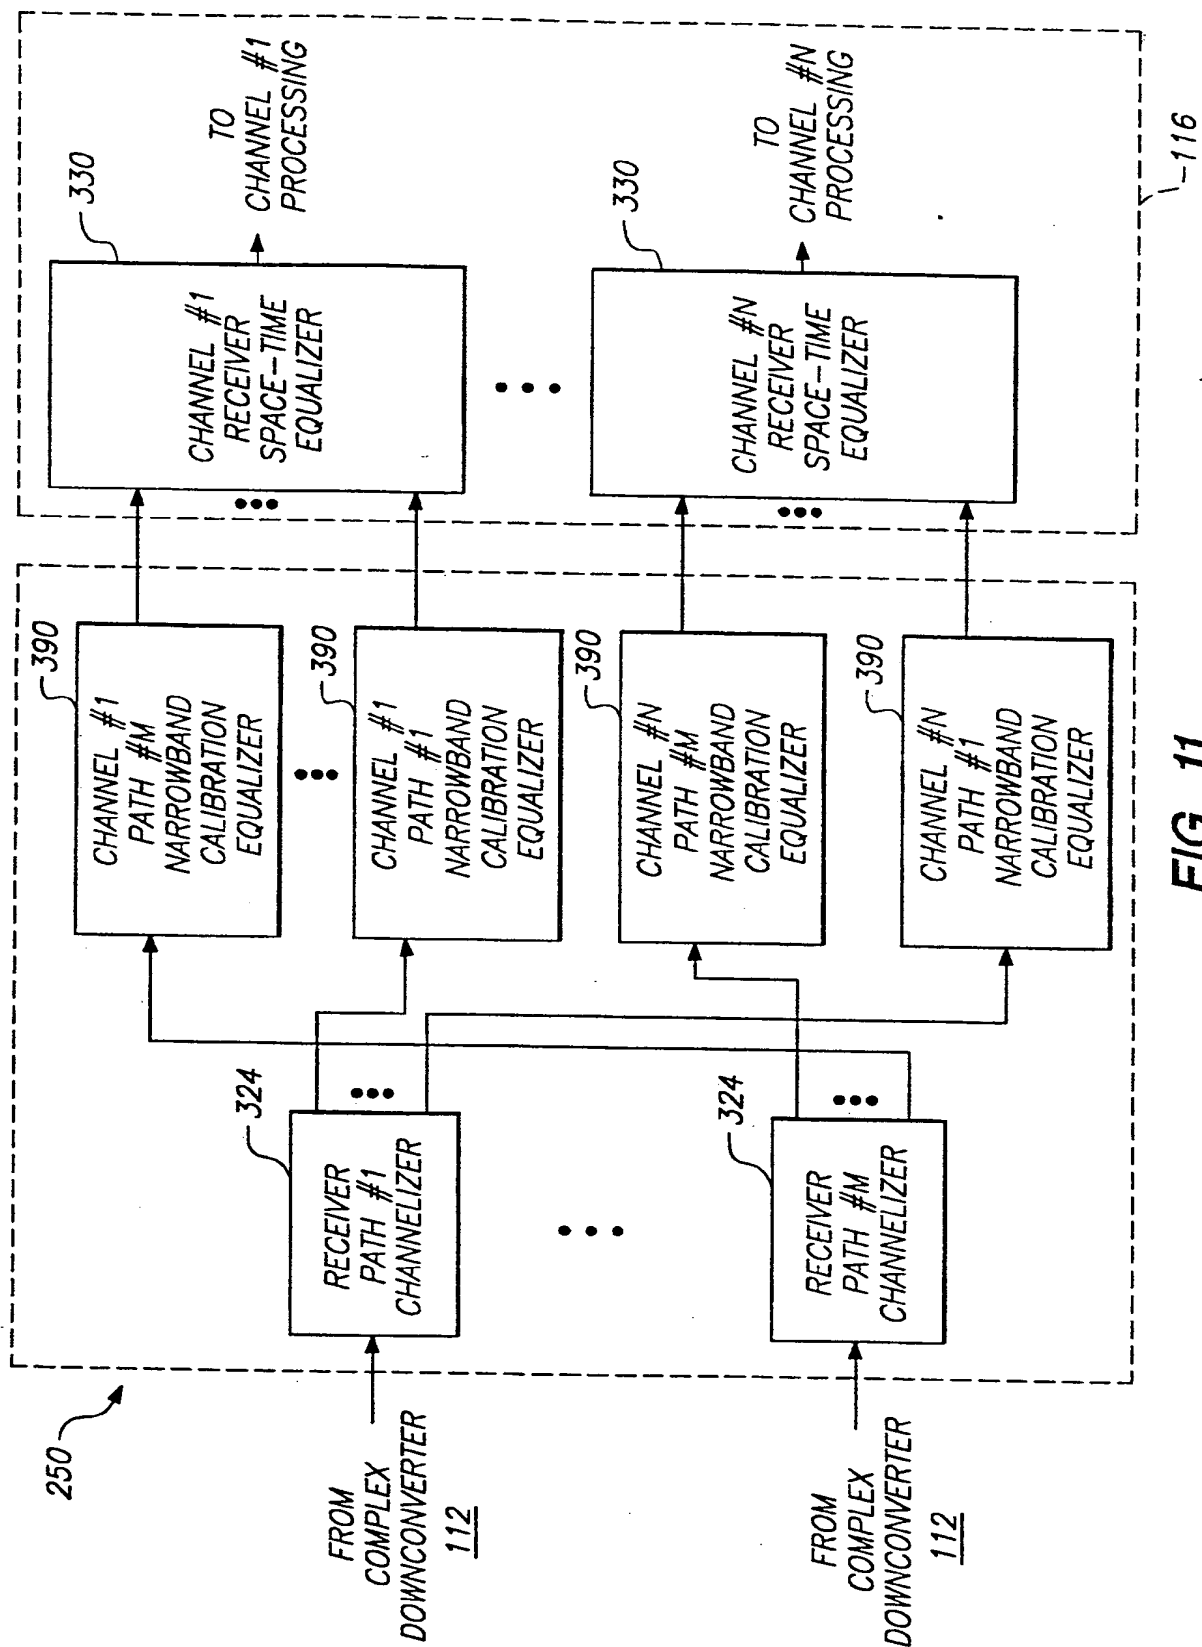 250
FROM
COMPLEX
DOWNCONVERTER
112
FROM
COMPLEX
DOWNCONVERTER
112
324
RECEIVER
PATH #1
CHANNELIZER
324
RECEIVER
PATH #M
CHANNELIZER
390
CHANNEL #1
PATH #M
NARROWBAND
CALIBRATION
EQUALIZER
390
CHANNEL #1
PATH #1
NARROWBAND
CALIBRATION
EQUALIZER
390
CHANNEL #N
PATH #M
NARROWBAND
CALIBRATION
EQUALIZER
390
CHANNEL #N
PATH #1
NARROWBAND
CALIBRATION
EQUALIZER
330
CHANNEL #1
RECEIVER
SPACE-TIME
EQUALIZER
330
CHANNEL #N
RECEIVER
SPACE-TIME
EQUALIZER
TO
CHANNEL #1
PROCESSING
TO
CHANNEL #N
PROCESSING
116
FIG. 11